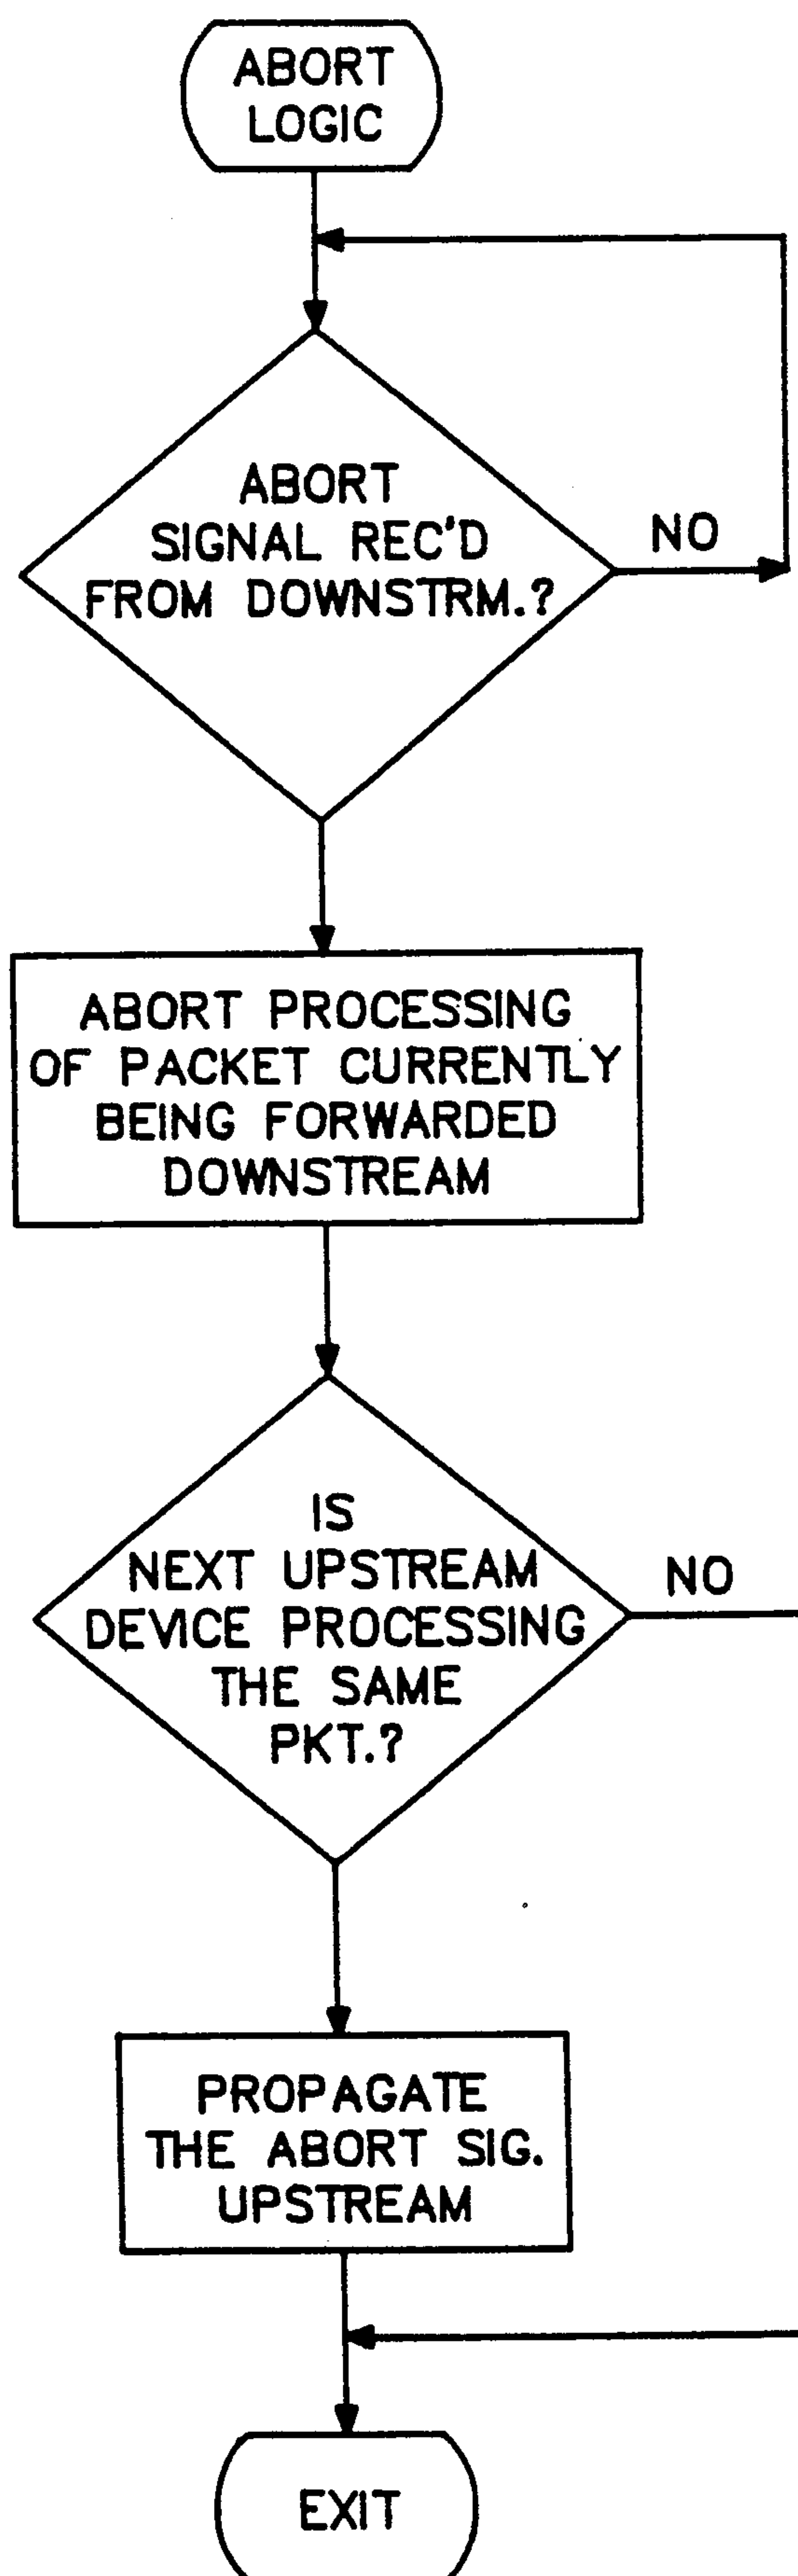 ABORT
LOGIC
ABORT
SIGNAL REC'D
FROM DOWNSTRM.?
NO
ABORT PROCESSING
OF PACKET CURRENTLY
BEING FORWARDED
DOWNSTREAM
IS
NEXT UPSTREAM
DEVICE PROCESSING
THE SAME
PKT.?
NO
PROPAGATE
THE ABORT SIG.
UPSTREAM
EXIT